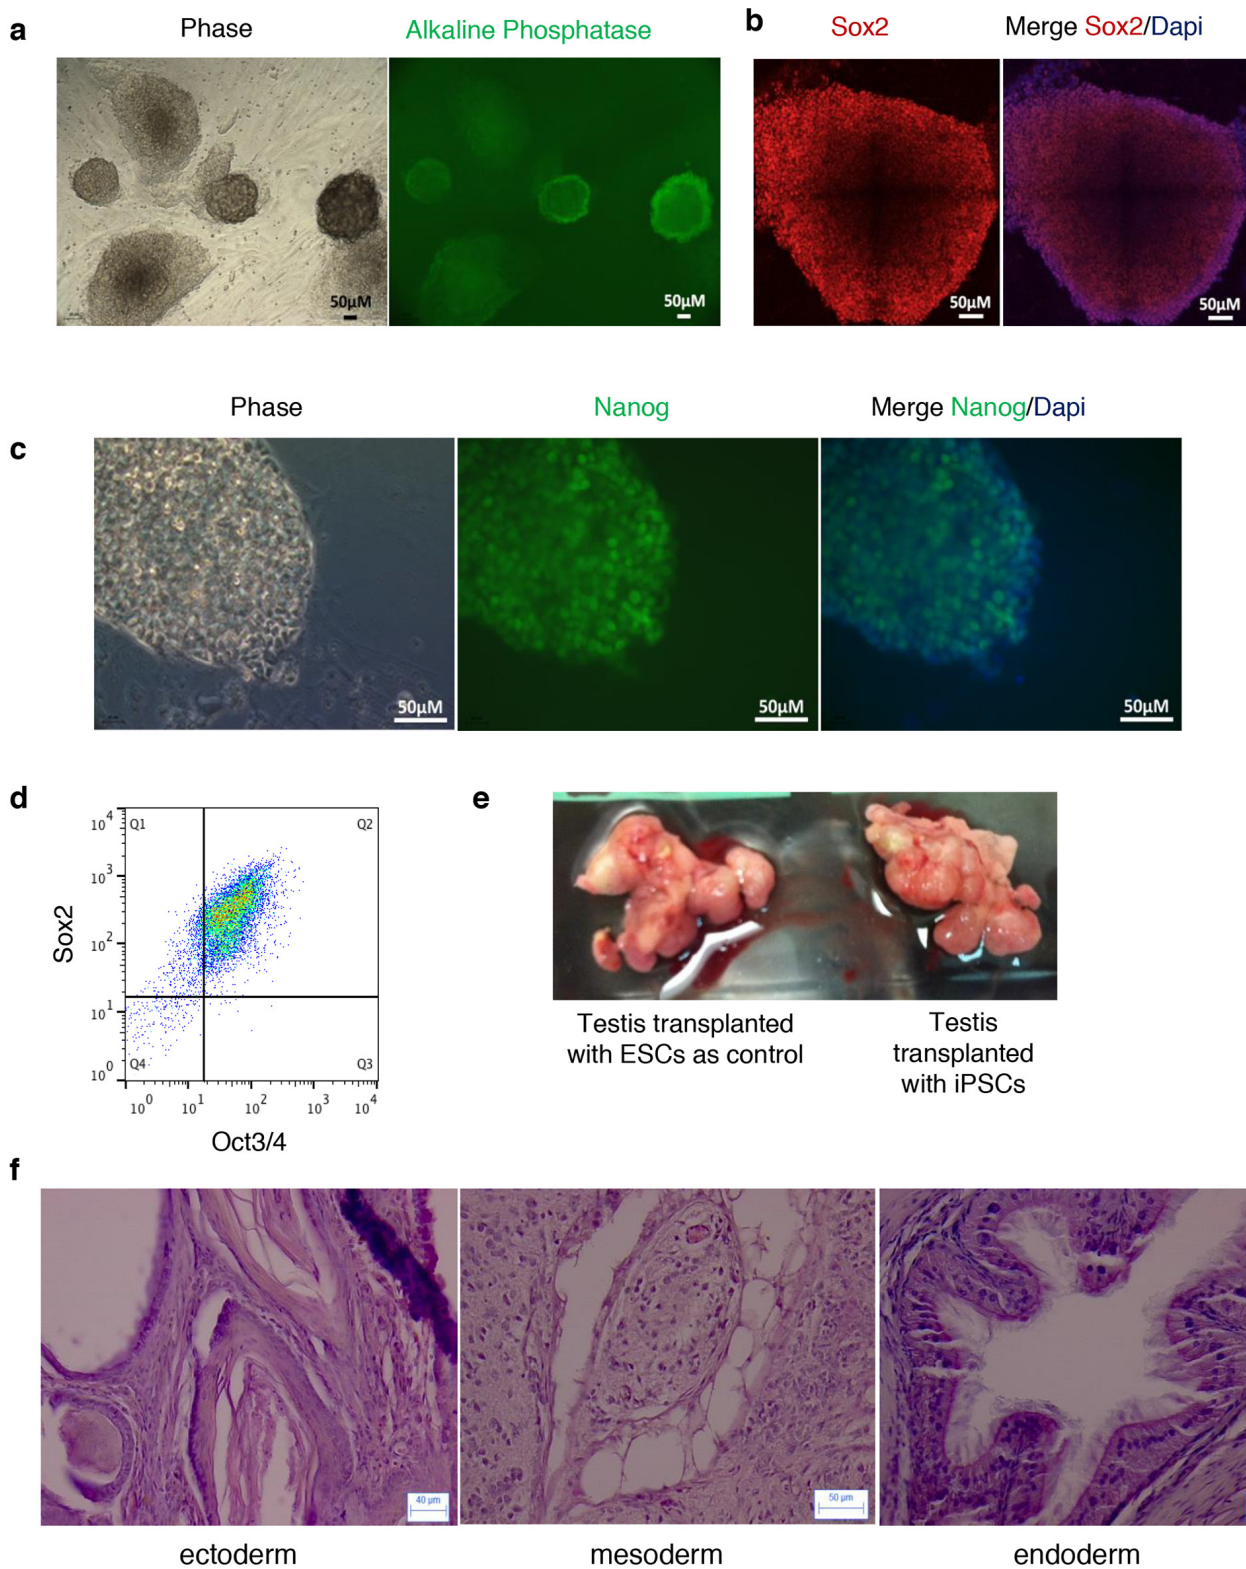 a
Phase
Alkaline Phosphatase
50µM
50µM
b
Sox2
Merge Sox2/Dapi
50µM
50µM
c
Phase
Nanog
Merge Nanog/Dapi
50µM
50µM
50µM
d
Q1
Q2
Q4
Q3
10^4
10^3
10^2
10^1
10^0
Sox2
10^0
10^1
10^2
10^3
10^4
Oct3/4
e
Testis transplanted
with ESCs as control
Testis
transplanted
with iPSCs
f
40 µm
50 µm
ectoderm
mesoderm
endoderm